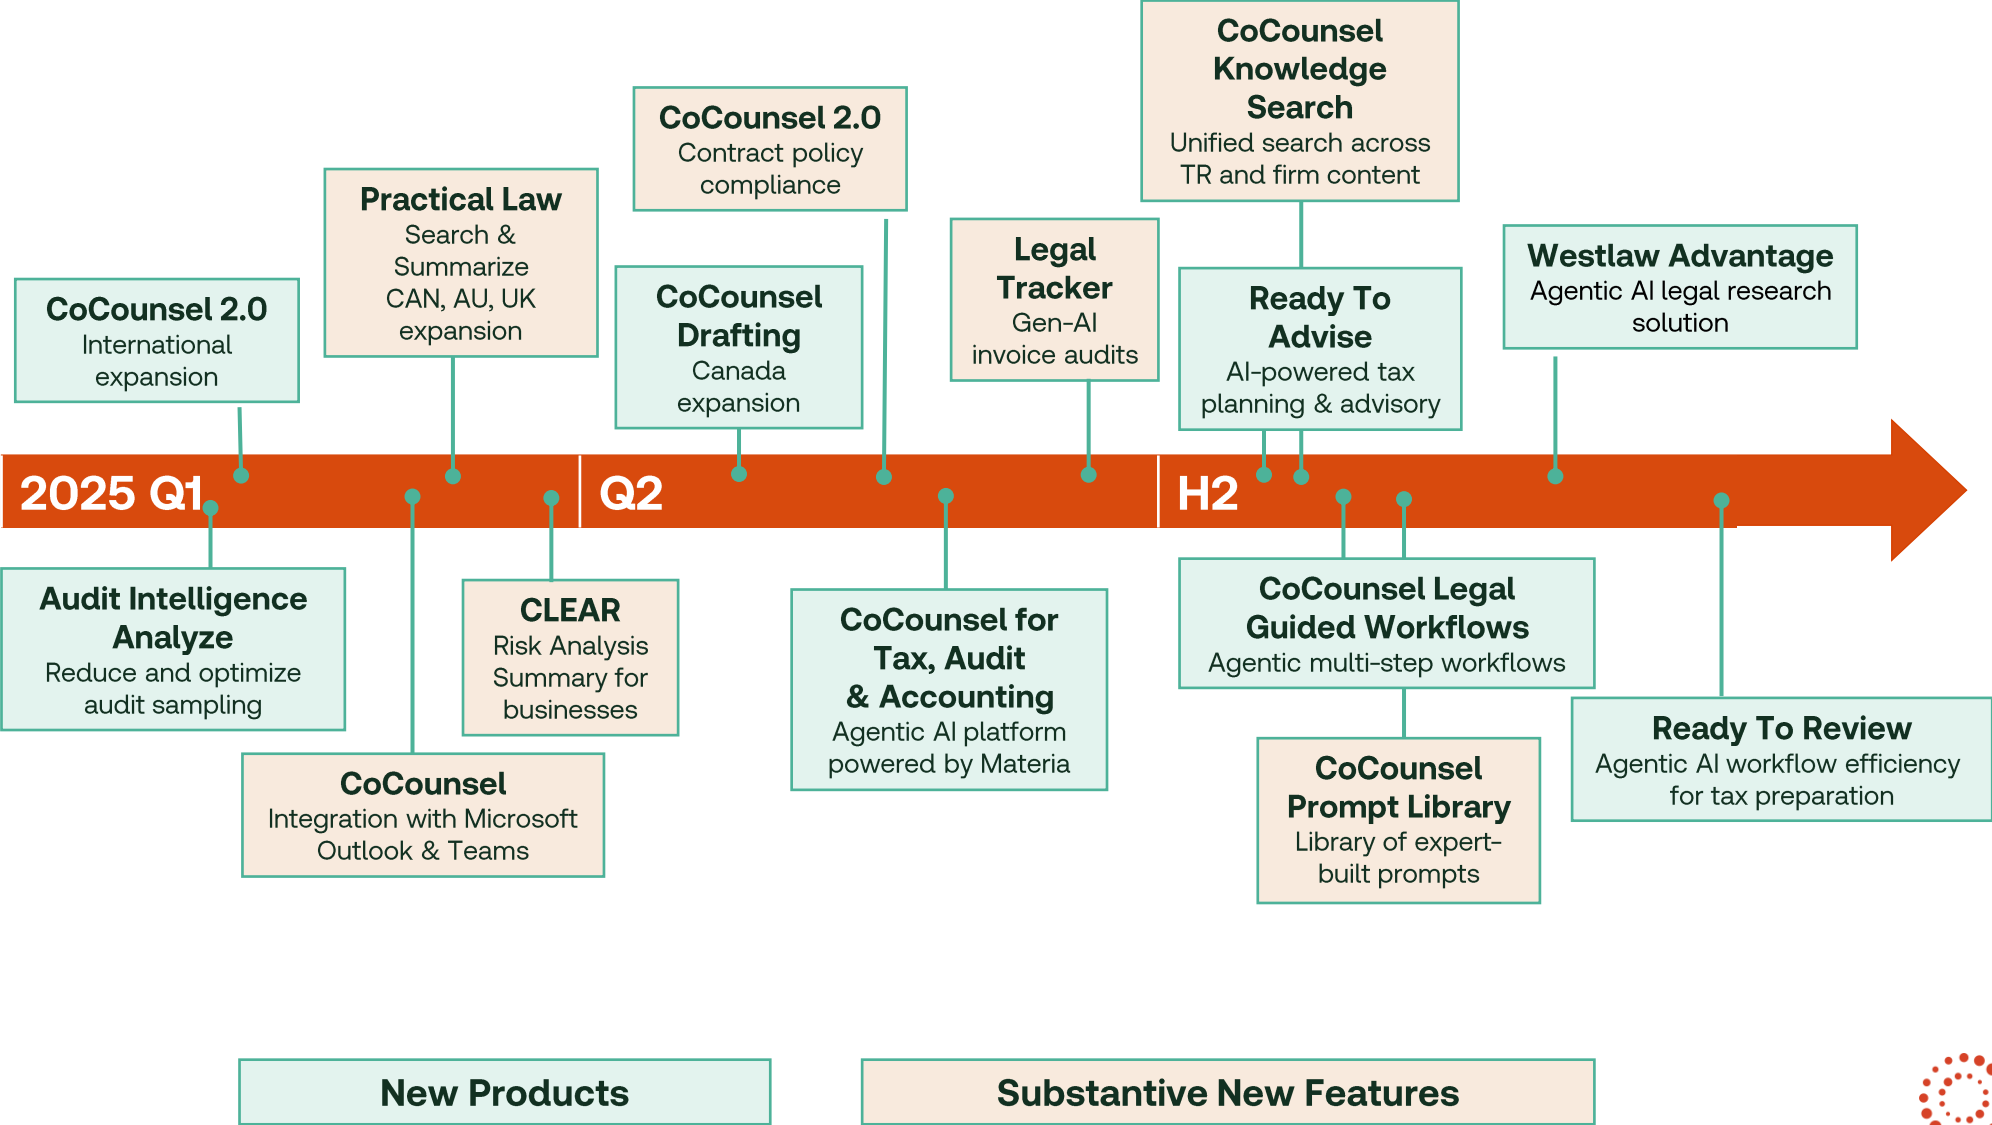 CoCounsel
Knowledge
Search
Unified search across
TR and firm content
CoCounsel 2.0
Contract policy
compliance
Practical Law
Search &
Summarize
CAN, AU, UK
expansion
Legal
Tracker
Gen-AI
invoice audits
Westlaw Advantage
Agentic AI legal research
solution
CoCounsel 2.0
International
expansion
CoCounsel
Drafting
Canada
expansion
Ready To
Advise
AI-powered tax
planning & advisory
2025 Q1
Q2
H2
Audit Intelligence
Analyze
Reduce and optimize
audit sampling
CLEAR
Risk Analysis
Summary for
businesses
CoCounsel for
Tax, Audit
& Accounting
Agentic AI platform
powered by Materia
CoCounsel Legal
Guided Workflows
Agentic multi-step workflows
CoCounsel
Integration with Microsoft
Outlook & Teams
CoCounsel
Prompt Library
Library of expert-
built prompts
Ready To Review
Agentic AI workflow efficiency
for tax preparation
New Products
Substantive New Features